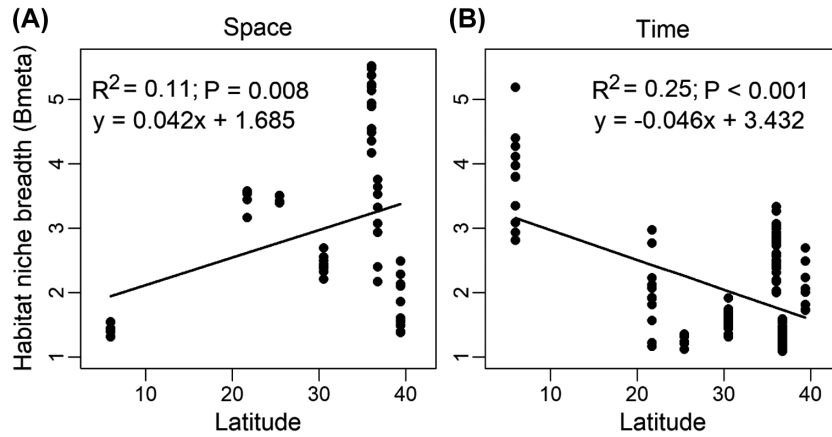 (A)
Space
R² = 0.11; P = 0.008
y = 0.042x + 1.685
Habitat niche breadth (Bmeta)
5
4
3
2
1
10 20 30 40
Latitude
(B)
Time
R² = 0.25; P < 0.001
y = -0.046x + 3.432
5
4
3
2
1
10 20 30 40
Latitude